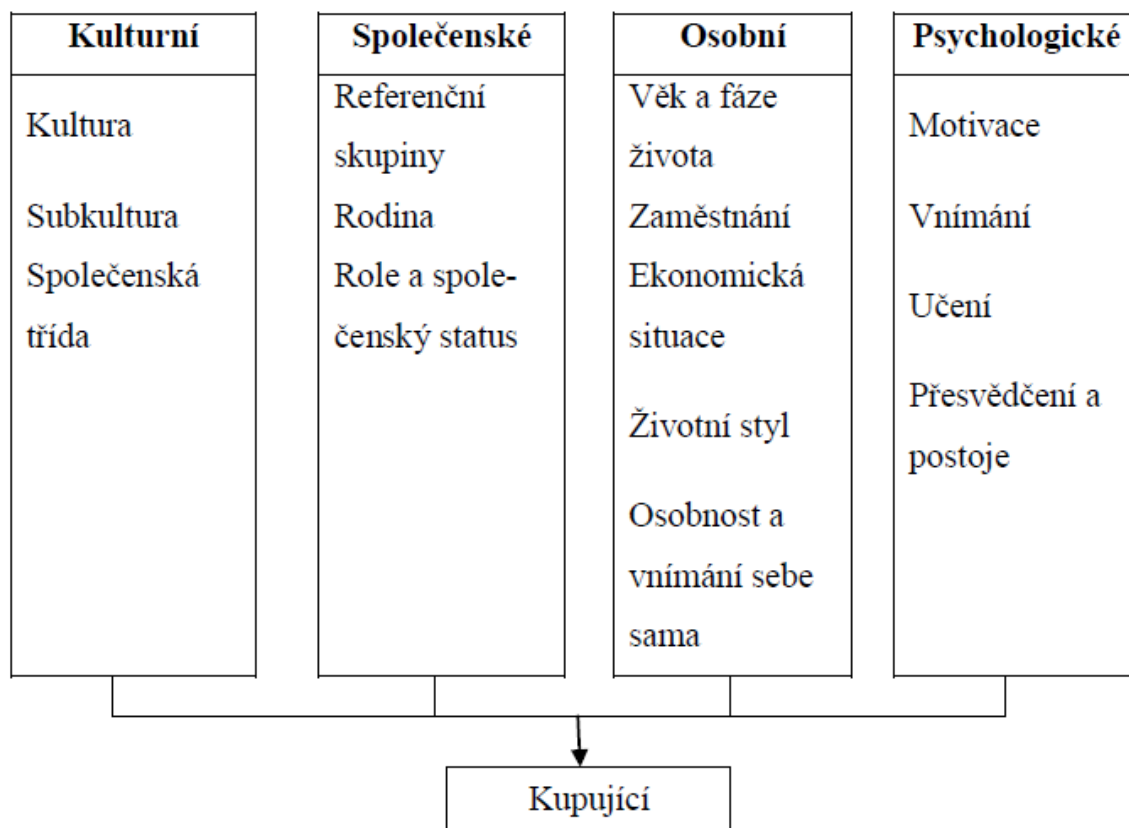 Kulturní
Kultura
Subkultura
Společenská
třída
Společenské
Referenční
skupiny
Rodina
Role a spole-
čenský status
Osobní
Věk a fáze
života
Zaměstnání
Ekonomická
situace
Životní styl
Osobnost a
vnímání sebe
sama
Psychologické
Motivace
Vnímání
Učení
Přesvědčení a
postoje
Kupující